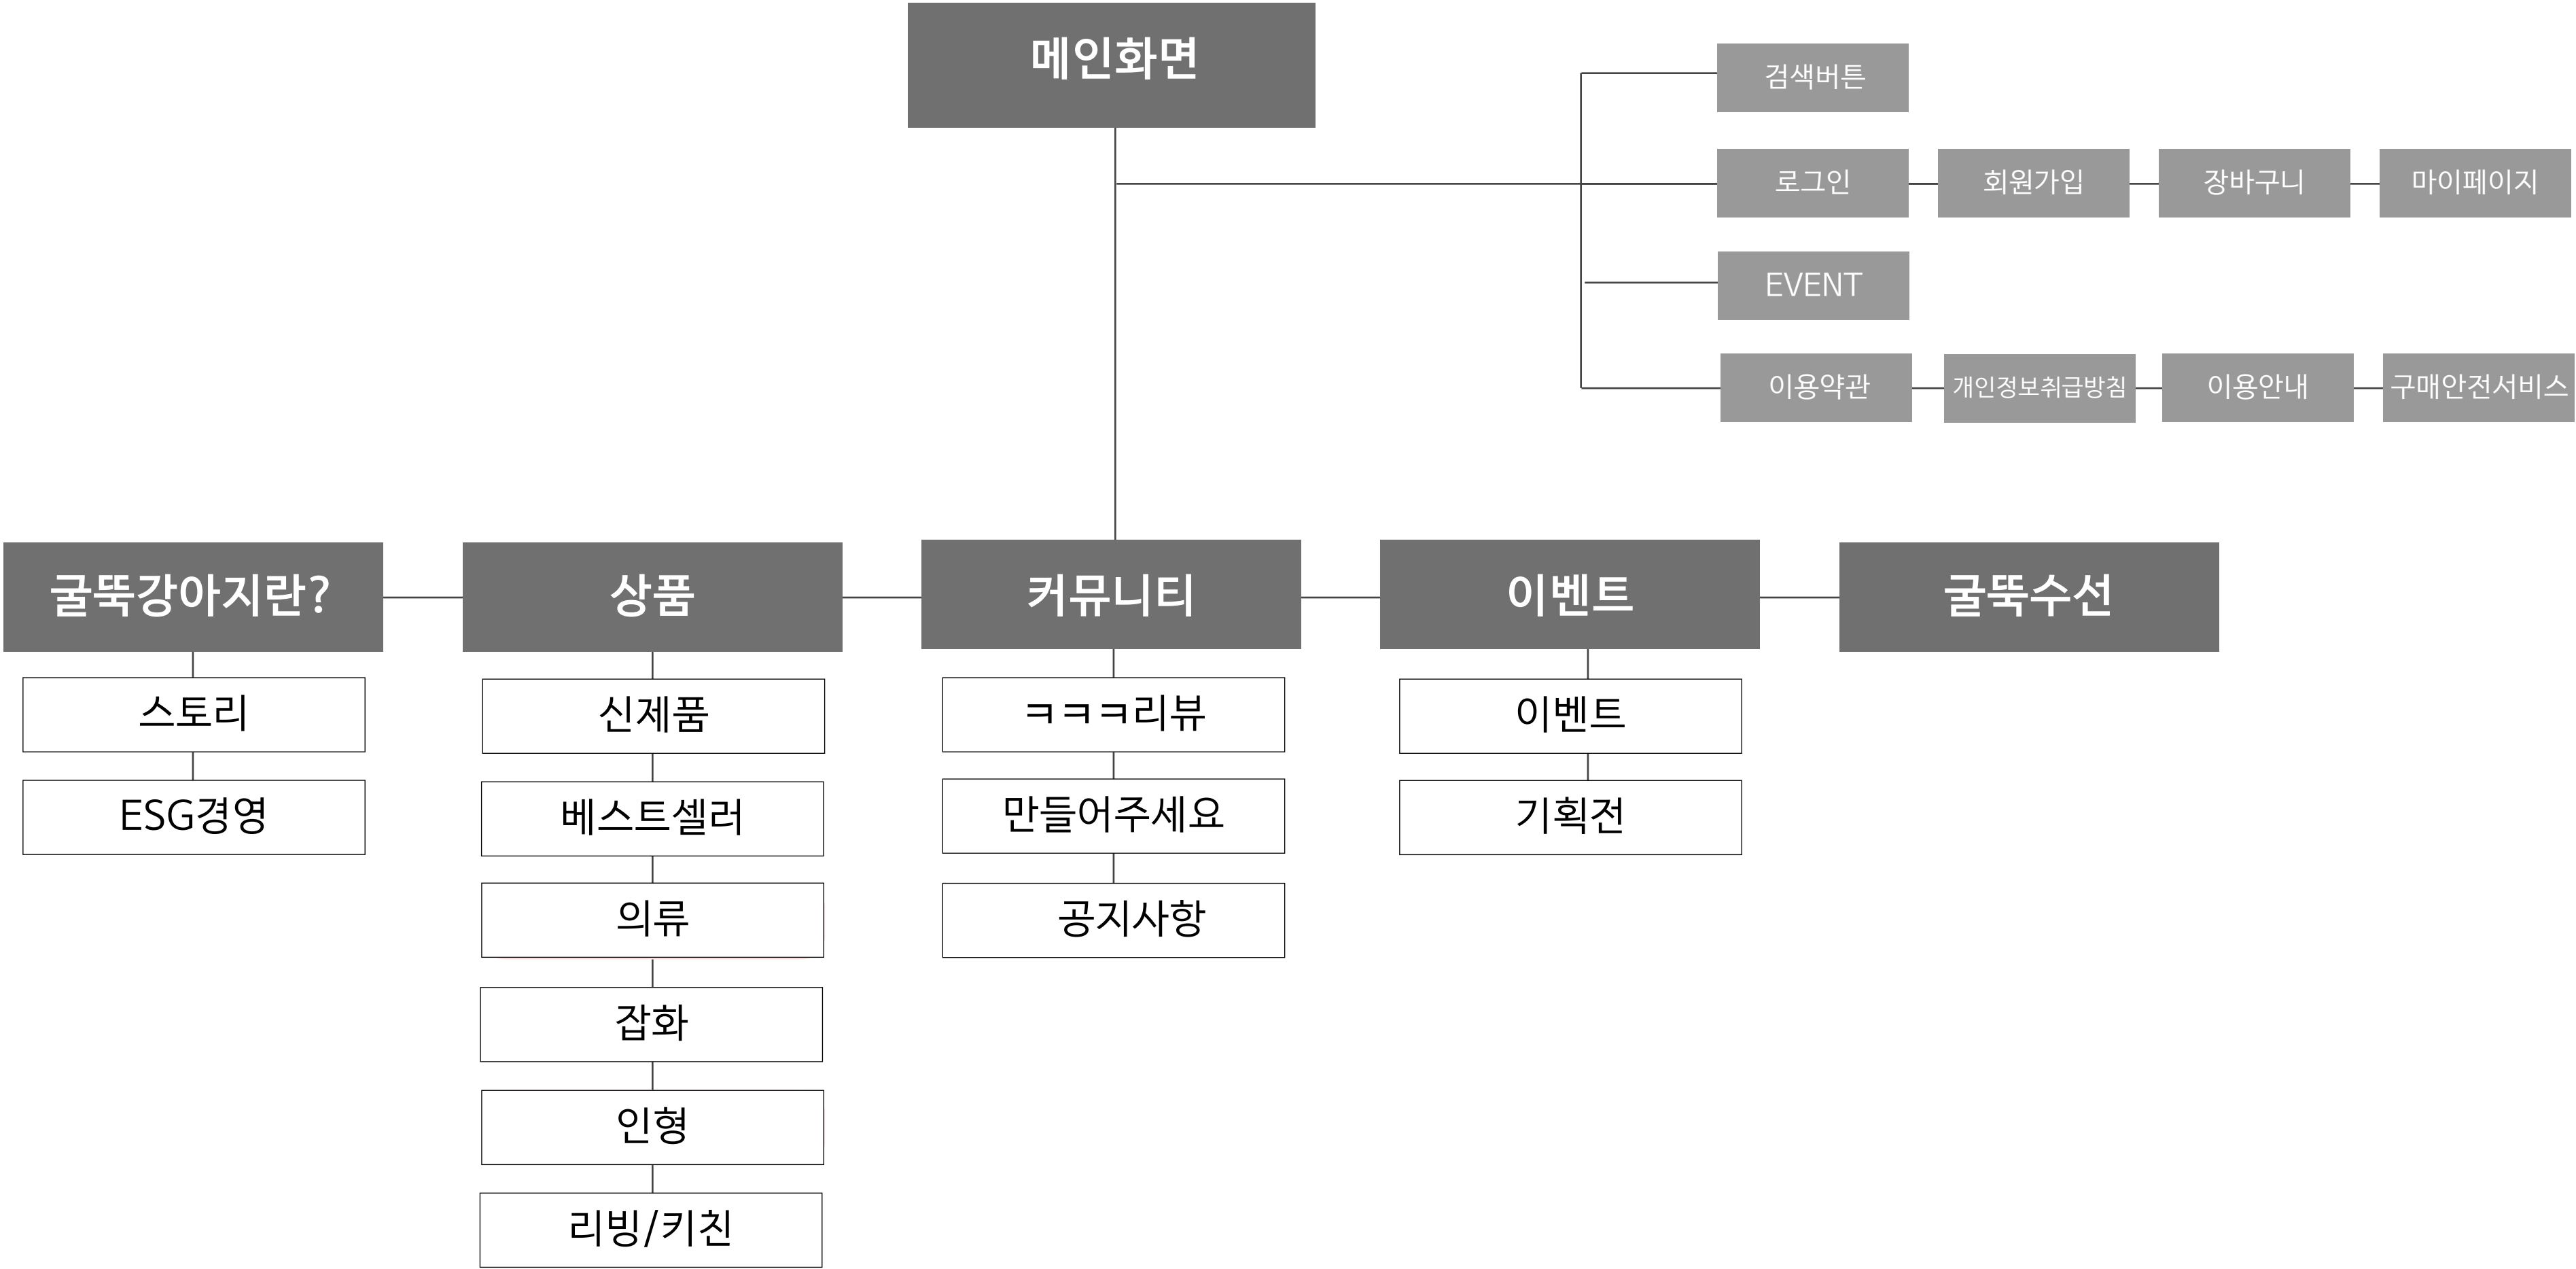 메인화면
검색버튼
로그인 회원가입 장바구니 마이페이지
EVENT
이용약관 개인정보취급방침 이용안내 구매안전서비스
굴뚝강아지란? 상품 커뮤니티 이벤트 굴뚝수선
스토리 신제품 ㅋㅋㅋ리뷰 이벤트
ESG경영 베스트셀러 만들어주세요 기획전
의류 공지사항
잡화
인형
리빙/키친